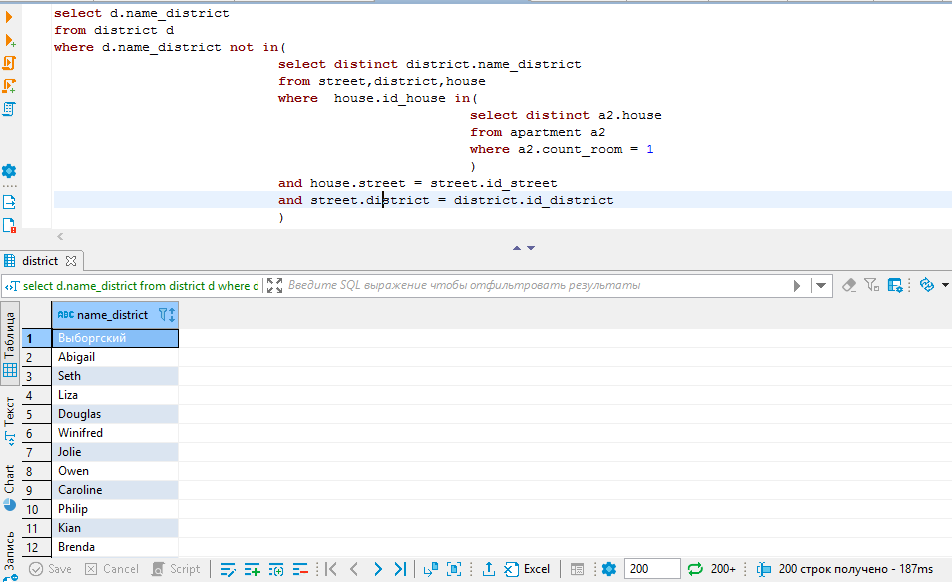 select d.name_district
from district d
where d.name_district not in(
select distinct district.name_district
from street,district,house
where  house.id_house in(
select distinct a2.house
from apartment a2
where a2.count_room = 1
)
and house.street = street.id_street
and street.district = district.id_district
)
district
select d.name_district from district d where c
Введите SQL выражение чтобы отфильтровать результаты
Таблица
Текст
Chart
Запись
ABC name_district
1 Выборгский
2 Abigail
3 Seth
4 Liza
5 Douglas
6 Winifred
7 Jolie
8 Owen
9 Caroline
10 Philip
11 Kian
12 Brenda
Save Cancel Script Excel 200 200+ 200 строк получено - 187ms